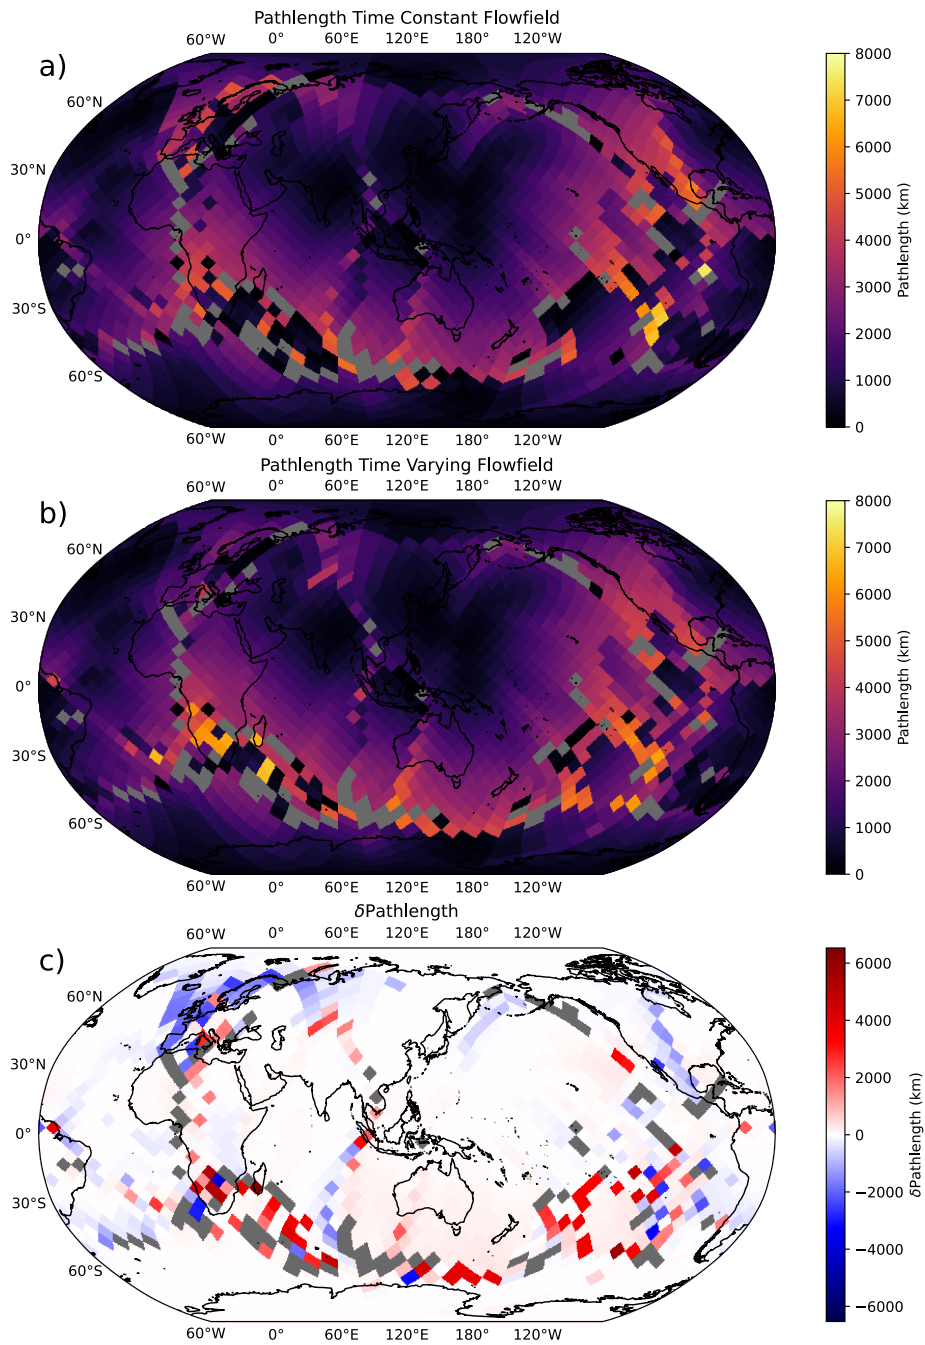 Pathlength Time Constant Flowfield
60°W 0° 60°E 120°E 180° 120°W
a)
60°N
30°N
0°
30°S
60°S
60°W 0° 60°E 120°E 180° 120°W
8000
7000
6000
5000
4000
3000
2000
1000
0
Pathlength (km)
Pathlength Time Varying Flowfield
60°W 0° 60°E 120°E 180° 120°W
b)
60°N
30°N
0°
30°S
60°S
60°W 0° 60°E 120°E 180° 120°W
8000
7000
6000
5000
4000
3000
2000
1000
0
Pathlength (km)
δPathlength
60°W 0° 60°E 120°E 180° 120°W
c)
60°N
30°N
0°
30°S
60°S
60°W 0° 60°E 120°E 180° 120°W
6000
4000
2000
0
−2000
−4000
−6000
δPathlength (km)